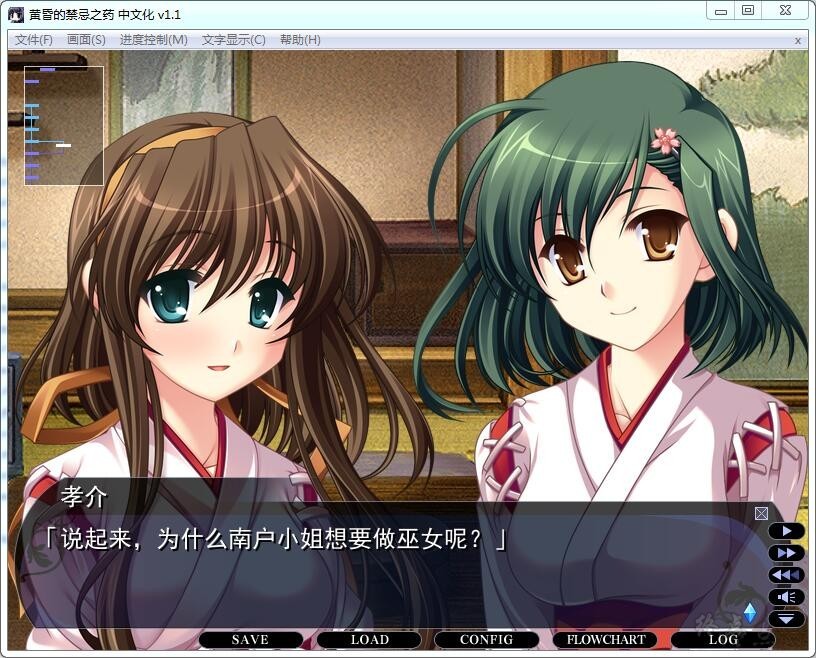 黄昏的禁忌之药 中文化 v1.1
文件(F) 画面(S) 进度控制(M) 文字显示(C) 帮助(H) x
孝介
「说起来，为什么南户小姐想要做巫女呢？」
SAVE LOAD CONFIG FLOWCHART LOG